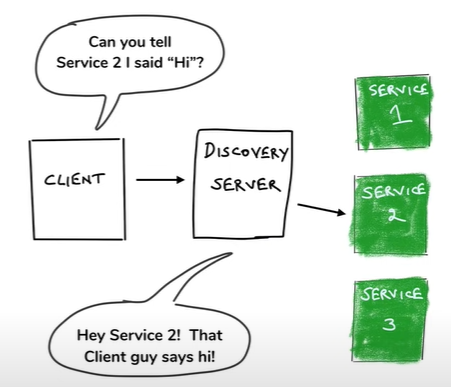 Can you tell
Service 2 I said “Hi”?
CLIENT
DISCOVERY
SERVER
SERVICE
1
SERVICE
2
SERVICE
3
Hey Service 2! That
Client guy says hi!